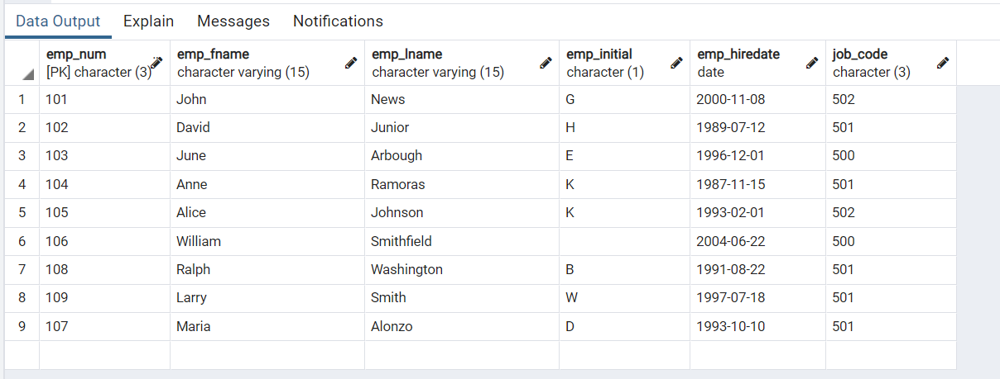 Data Output Explain Messages Notifications
emp_num emp_fname emp_lname emp_initial emp_hiredate job_code
[PK] character (3) character varying (15) character varying (15) character (1) date character (3)
1 101 John News G 2000-11-08 502
2 102 David Junior H 1989-07-12 501
3 103 June Arbough E 1996-12-01 500
4 104 Anne Ramoras K 1987-11-15 501
5 105 Alice Johnson K 1993-02-01 502
6 106 William Smithfield 2004-06-22 500
7 108 Ralph Washington B 1991-08-22 501
8 109 Larry Smith W 1997-07-18 501
9 107 Maria Alonzo D 1993-10-10 501